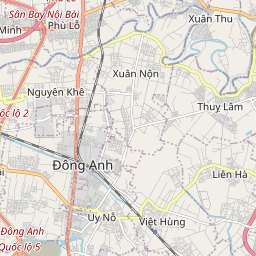 Sân Bay Nội Bài
Xuân Thu
Minh
Phù Lỗ
Xuân Nộn
Nguyên Khê
Thuỵ Lâm
Quốc lộ 2
Đông Anh
Liên Hà
Uy Nỗ
Việt Hùng
Đông Anh
Quốc lộ 5